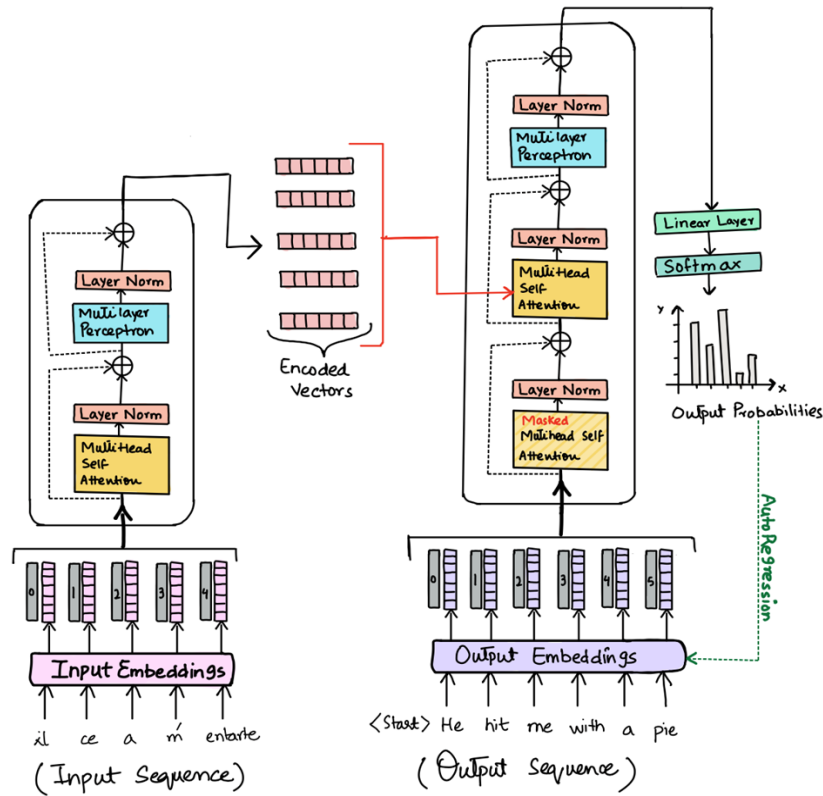 Layer Norm
Multilayer
Perceptron
Layer Norm
MultiHead
Self
Attention
0
1
2
3
4
Input Embeddings
il
ce
a
m'
entarte
(Input Sequence)
Encoded
Vectors
Layer Norm
Multilayer
Perceptron
Layer Norm
MultiHead
Self
Attention
Layer Norm
Masked
Multihead Self
Attention
0
1
2
3
4
5
Output Embeddings
<Start> He hit me with a pie
(Output Sequence)
Linear Layer
Softmax
Y
X
Output Probabilities
AutoRegression